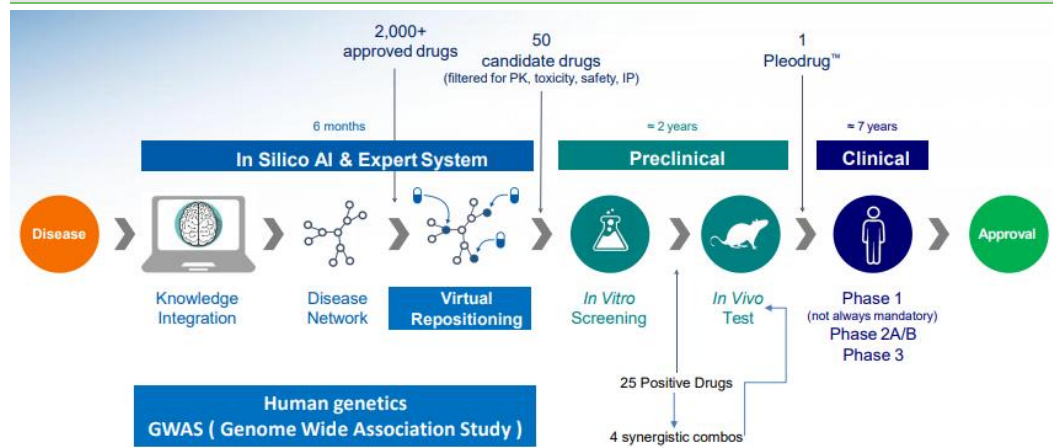 2,000+
approved drugs
50
candidate drugs
(filtered for PK, toxicity, safety, IP)
1
Pleodrug™
6 months
≈ 2 years
≈ 7 years
In Silico AI & Expert System
Preclinical
Clinical
Disease
Approval
Knowledge
Integration
Disease
Network
Virtual
Repositioning
In Vitro
Screening
In Vivo
Test
Phase 1
(not always mandatory)
Phase 2A/B
Phase 3
25 Positive Drugs
4 synergistic combos
Human genetics
GWAS ( Genome Wide Association Study )